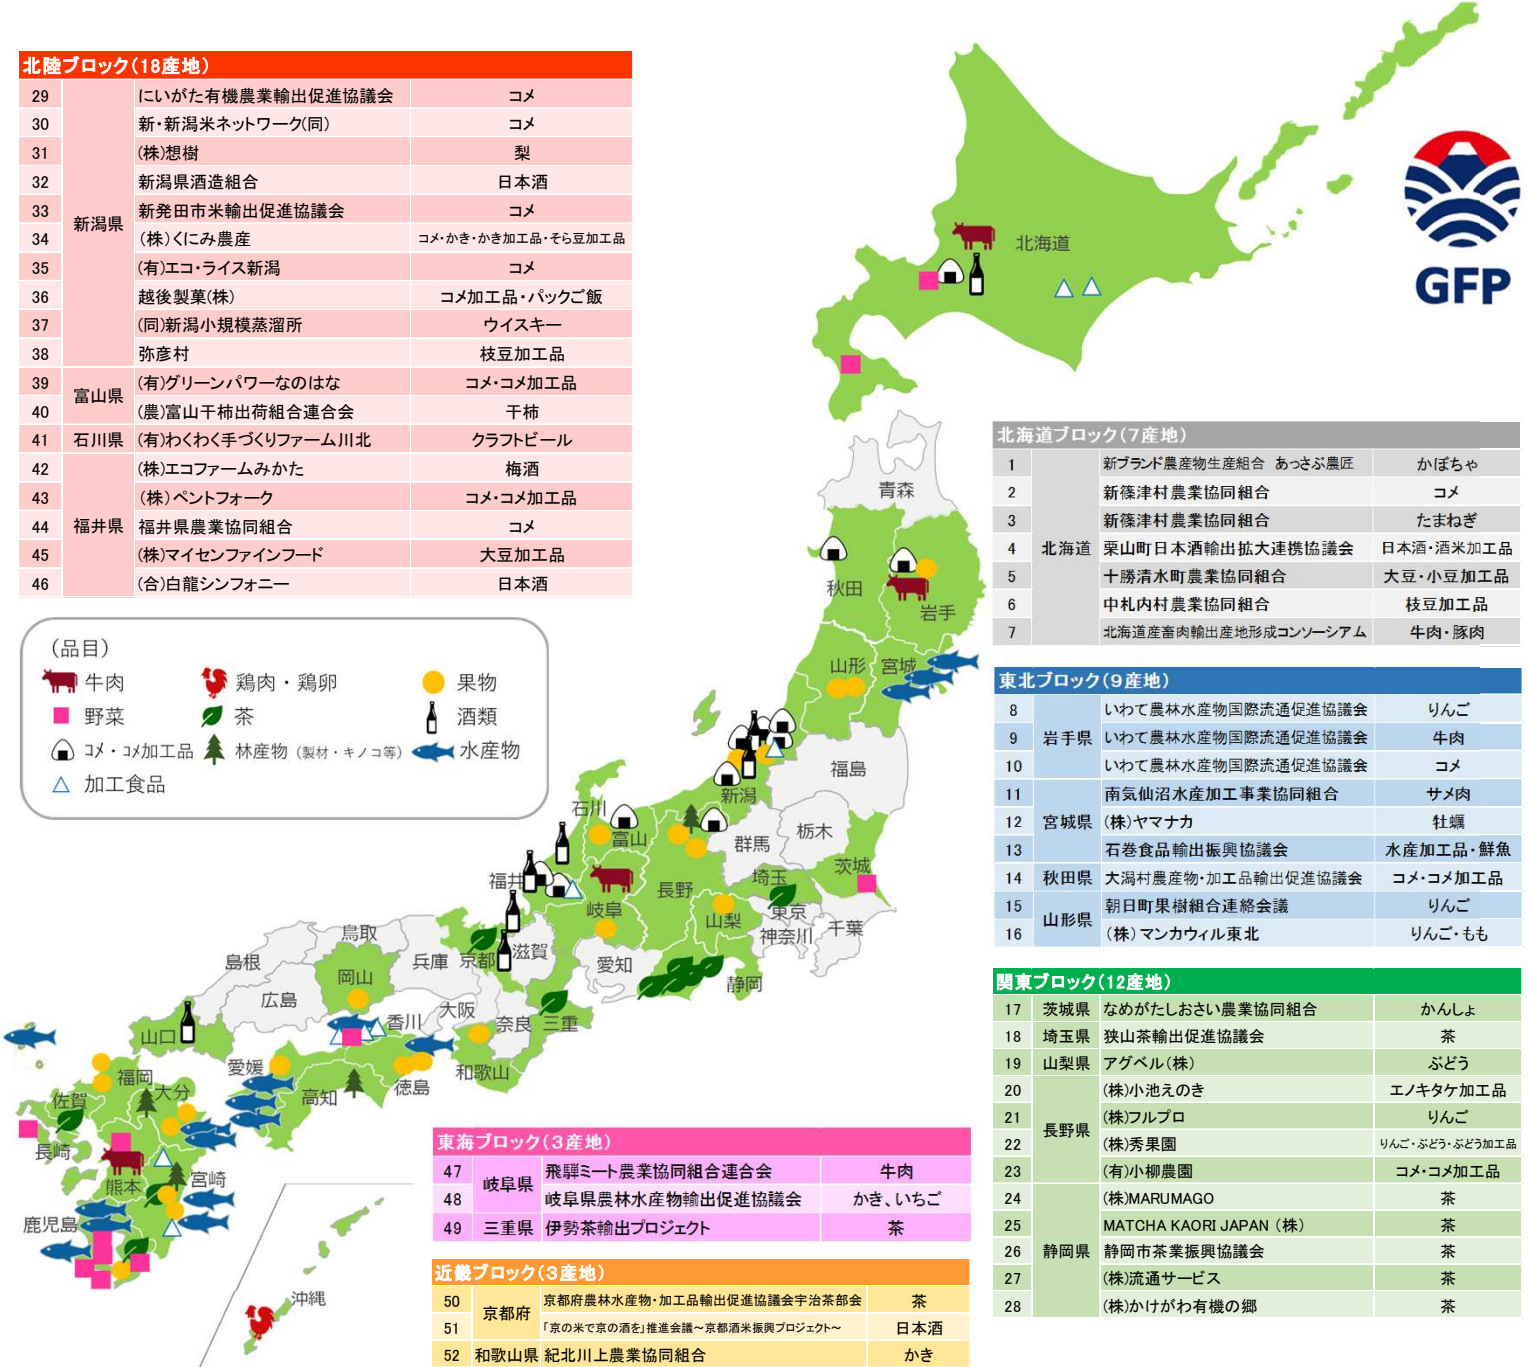 北陸ブロック(18産地)
29 新潟県 にいがた有機農業輸出促進協議会 コメ
30 新・新潟米ネットワーク(同) コメ
31 (株)想樹 梨
32 新潟県酒造組合 日本酒
33 新発田市米輸出促進協議会 コメ
34 (株)くにみ農産 コメ・かき・かき加工品・そら豆加工品
35 (有)エコ・ライス新潟 コメ
36 越後製菓(株) コメ加工品・パックご飯
37 (同)新潟小規模蒸溜所 ウイスキー
38 弥彦村 枝豆加工品
39 富山県 (有)グリーンパワーなのはな コメ・コメ加工品
40 (農)富山干柿出荷組合連合会 干柿
41 石川県 (有)わくわく手づくりファーム川北 クラフトビール
42 福井県 (株)エコファームみかた 梅酒
43 (株)ペントフォーク コメ・コメ加工品
44 福井県農業協同組合 コメ
45 (株)マイセンファインフード 大豆加工品
46 (合)白龍シンフォニー 日本酒
(品目)
牛肉 鶏肉・鶏卵 果物
野菜 茶 酒類
コメ・コメ加工品 林産物(製材・キノコ等) 水産物
加工食品
GFP
北海道
青森
秋田
岩手
山形 宮城
福島
新潟
石川
富山
群馬
栃木
茨城
福井
岐阜
長野
埼玉
山梨
東京
神奈川
千葉
静岡
愛知
滋賀
京都
三重
奈良
大阪
和歌山
兵庫
鳥取
島根
岡山
広島
山口
香川
徳島
愛媛
高知
福岡
大分
佐賀
長崎
熊本
宮崎
鹿児島
沖縄
北海道ブロック(7産地)
1 北海道 新ブランド農産物生産組合 あっさぶ農匠 かぼちゃ
2 新篠津村農業協同組合 コメ
3 新篠津村農業協同組合 たまねぎ
4 栗山町日本酒輸出拡大連携協議会 日本酒・酒米加工品
5 十勝清水町農業協同組合 大豆・小豆加工品
6 中札内村農業協同組合 枝豆加工品
7 北海道産畜肉輸出産地形成コンソーシアム 牛肉・豚肉
東北ブロック(9産地)
8 岩手県 いわて農林水産物国際流通促進協議会 りんご
9 いわて農林水産物国際流通促進協議会 牛肉
10 いわて農林水産物国際流通促進協議会 コメ
11 宮城県 南気仙沼水産加工事業協同組合 サメ肉
12 (株)ヤマナカ 牡蠣
13 石巻食品輸出振興協議会 水産加工品・鮮魚
14 秋田県 大潟村農産物・加工品輸出促進協議会 コメ・コメ加工品
15 山形県 朝日町果樹組合連絡会議 りんご
16 (株)マンカウィル東北 りんご・もも
関東ブロック(12産地)
17 茨城県 なめがたしおさい農業協同組合 かんしょ
18 埼玉県 狭山茶輸出促進協議会 茶
19 山梨県 アグベル(株) ぶどう
20 長野県 (株)小池えのき エノキタケ加工品
21 (株)フルプロ りんご
22 (株)秀果園 りんご・ぶどう・ぶどう加工品
23 (有)小柳農園 コメ・コメ加工品
24 静岡県 (株)MARUMAGO 茶
25 MATCHA KAORI JAPAN (株) 茶
26 静岡市茶業振興協議会 茶
27 (株)流通サービス 茶
28 (株)かけがわ有機の郷 茶
東海ブロック(3産地)
47 岐阜県 飛騨ミート農業協同組合連合会 牛肉
48 岐阜県農林水産物輸出促進協議会 かき、いちご
49 三重県 伊勢茶輸出プロジェクト 茶
近畿ブロック(3産地)
50 京都府 京都府農林水産物・加工品輸出促進協議会宇治茶部会 茶
51 「京の米で京の酒を」推進会議~京都酒米振興プロジェクト~ 日本酒
52 和歌山県 紀北川上農業協同組合 かき